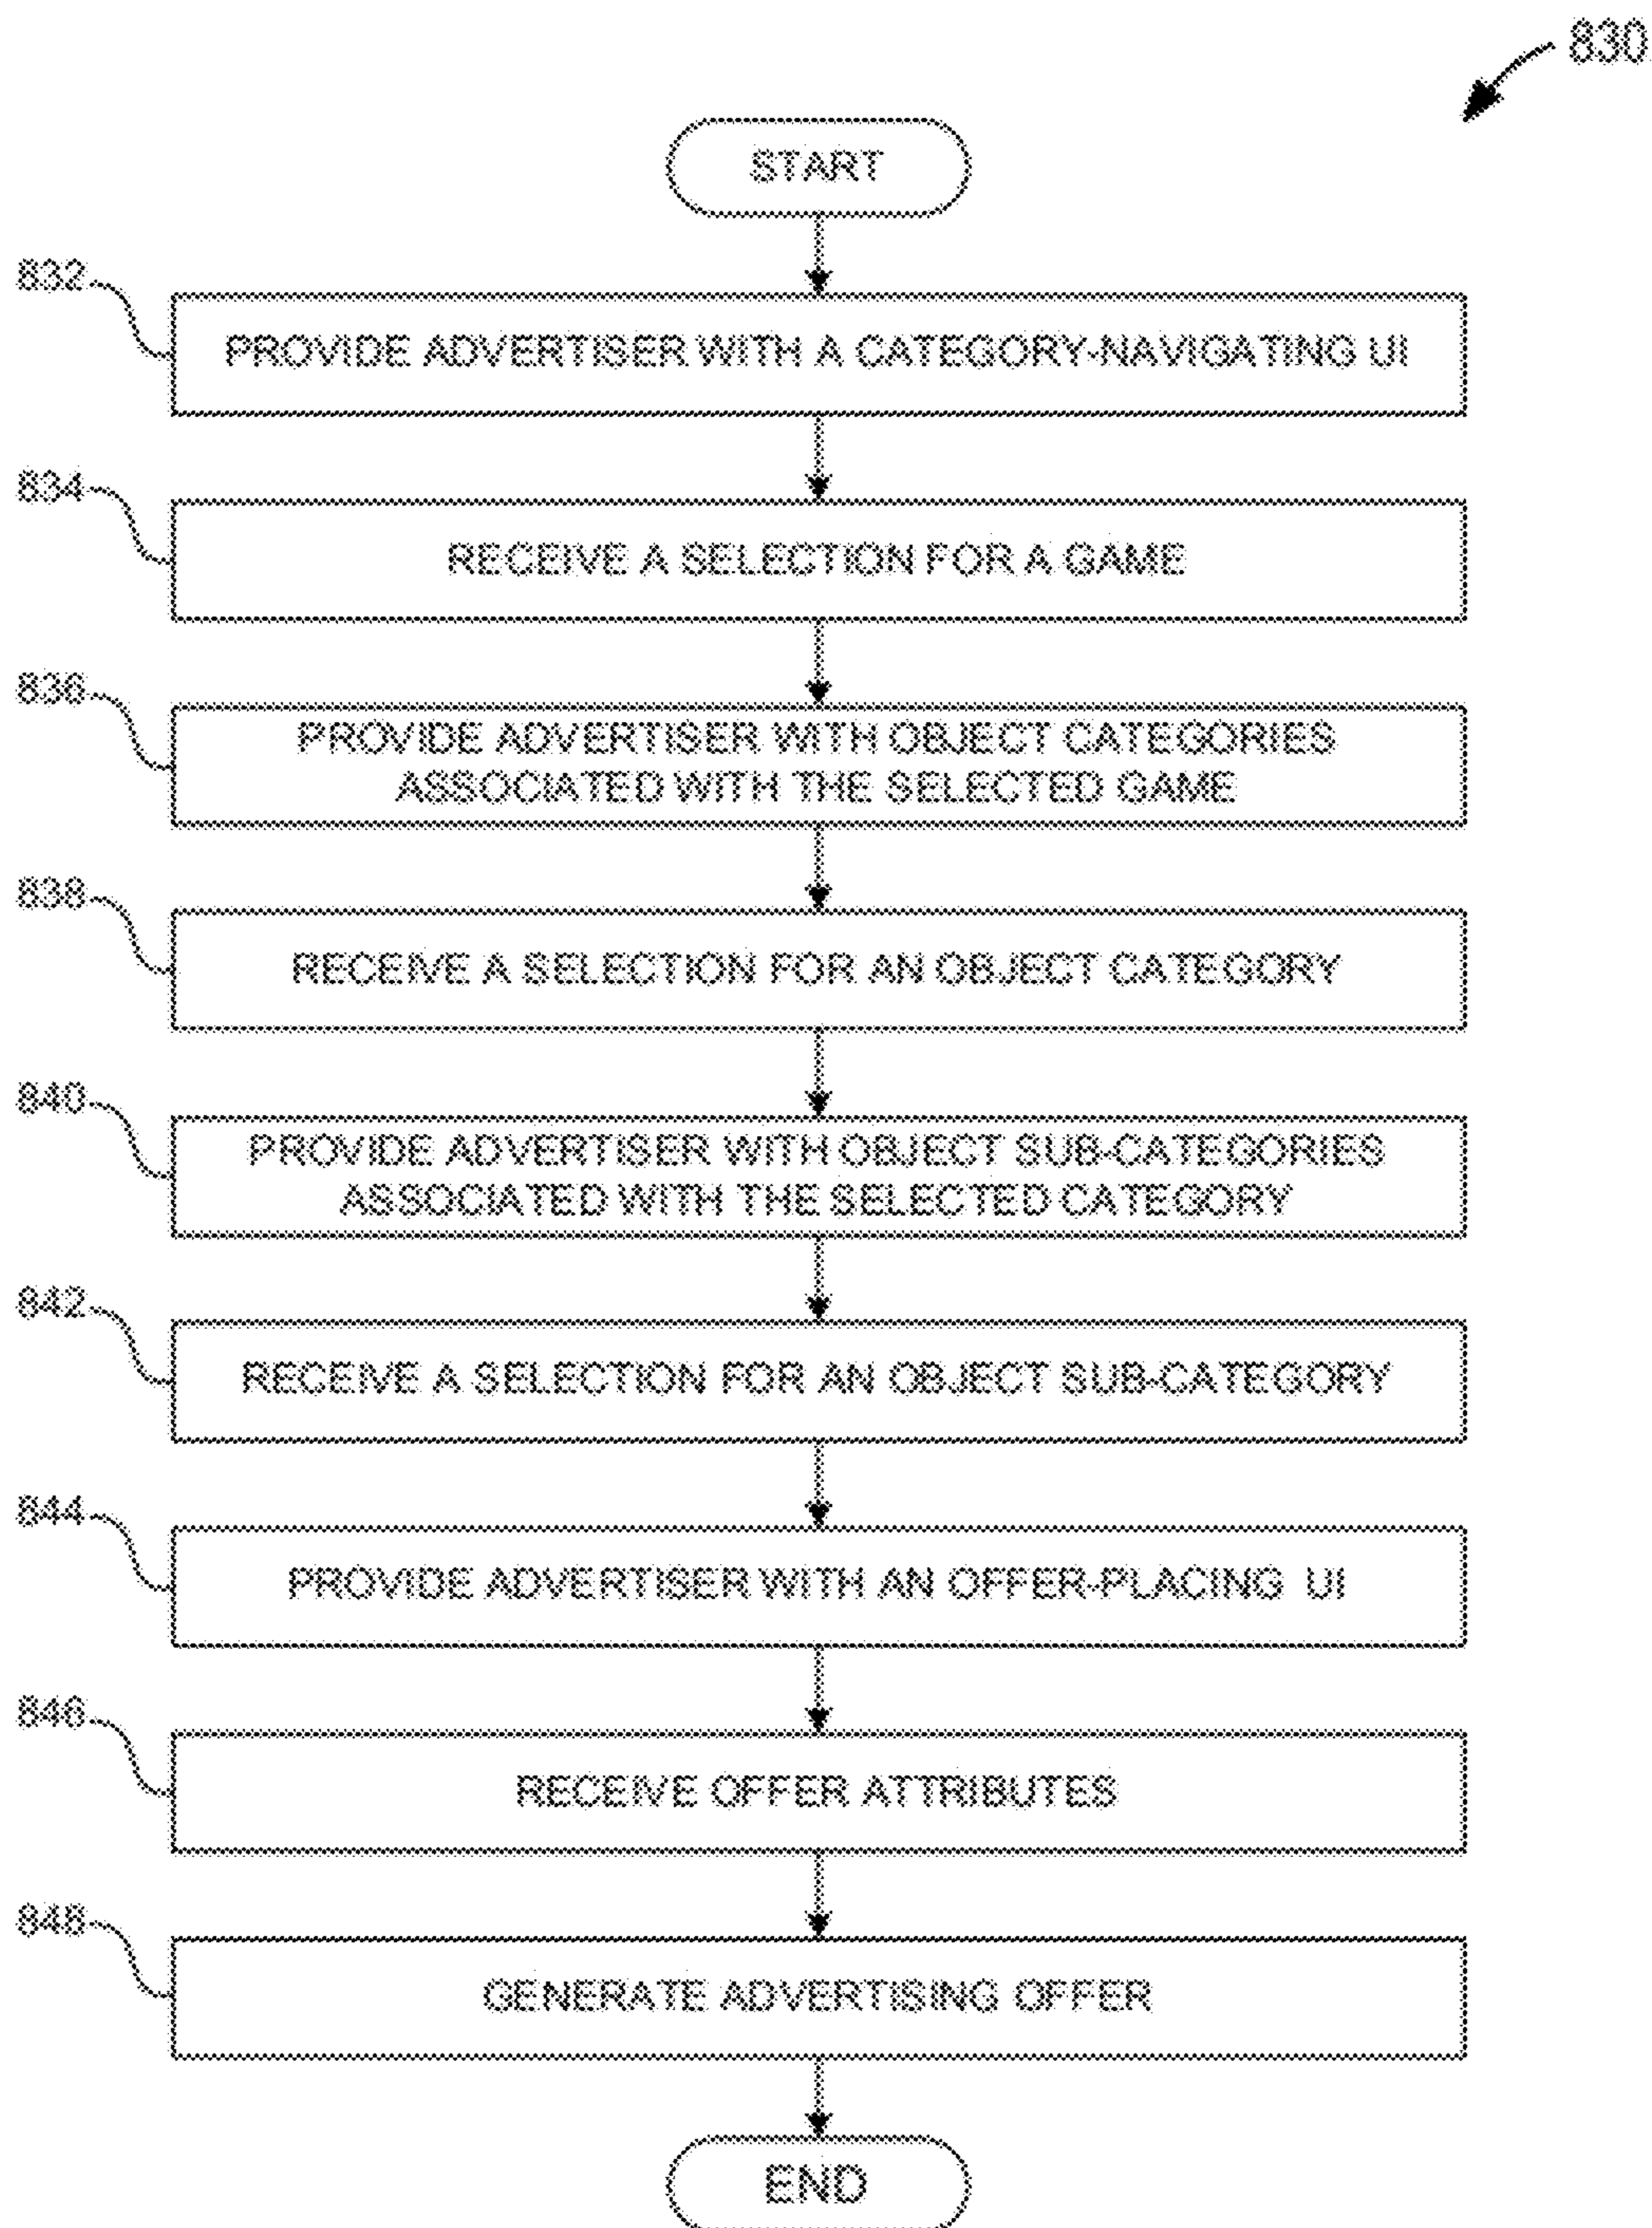 830
START
832
PROVIDE ADVERTISER WITH A CATEGORY-NAVIGATING UI
834
RECEIVE A SELECTION FOR A GAME
836
PROVIDE ADVERTISER WITH OBJECT CATEGORIES
ASSOCIATED WITH THE SELECTED GAME
838
RECEIVE A SELECTION FOR AN OBJECT CATEGORY
840
PROVIDE ADVERTISER WITH OBJECT SUB-CATEGORIES
ASSOCIATED WITH THE SELECTED CATEGORY
842
RECEIVE A SELECTION FOR AN OBJECT SUB-CATEGORY
844
PROVIDE ADVERTISER WITH AN OFFER-PLACING UI
846
RECEIVE OFFER ATTRIBUTES
848
GENERATE ADVERTISING OFFER
END